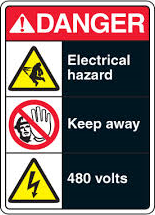 DANGER
Electrical
hazard
Keep away
480 volts